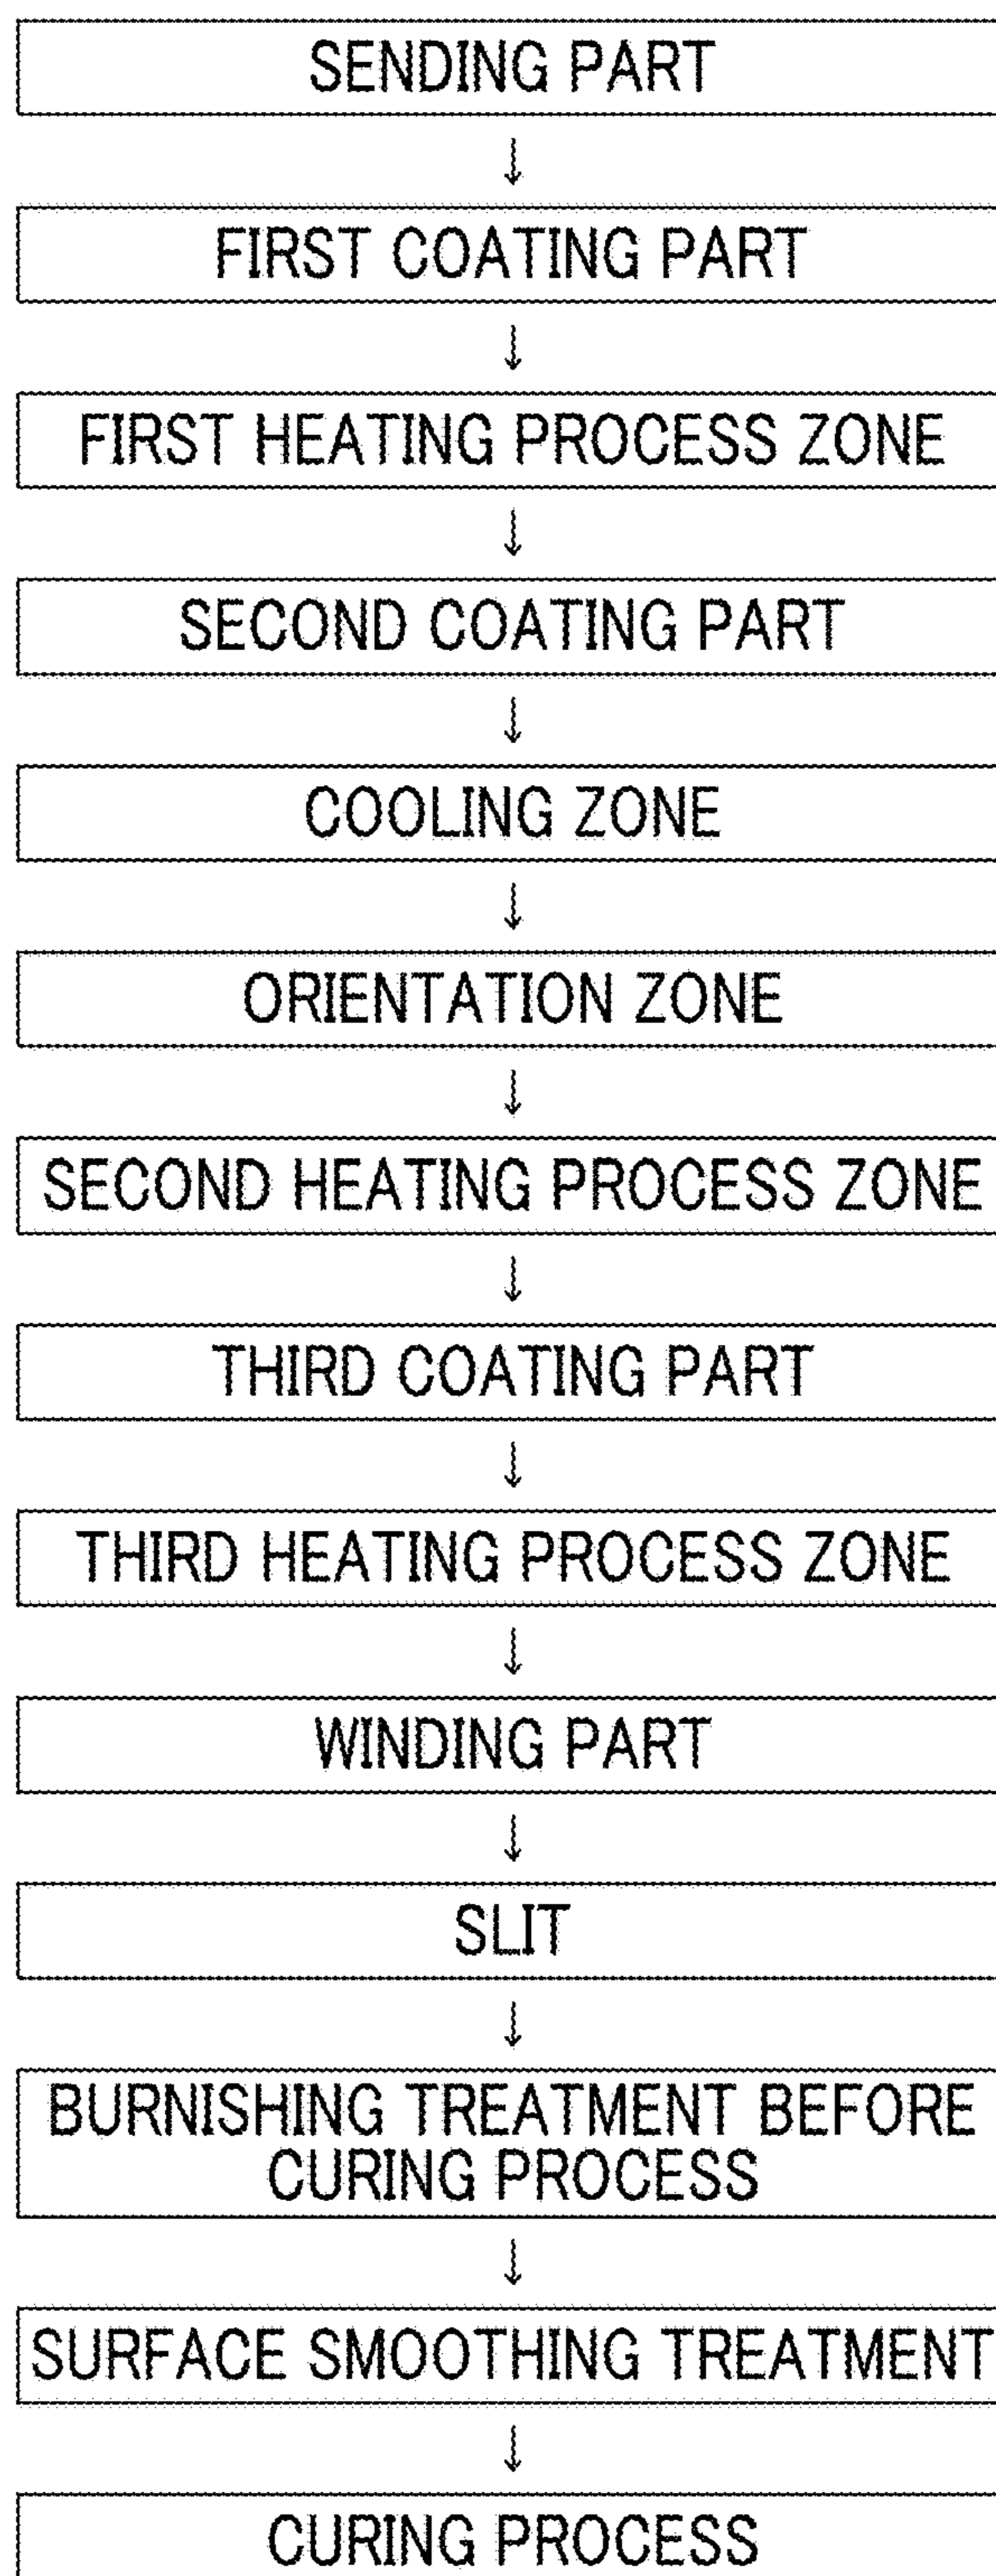 SENDING PART
↓
FIRST COATING PART
↓
FIRST HEATING PROCESS ZONE
↓
SECOND COATING PART
↓
COOLING ZONE
↓
ORIENTATION ZONE
↓
SECOND HEATING PROCESS ZONE
↓
THIRD COATING PART
↓
THIRD HEATING PROCESS ZONE
↓
WINDING PART
↓
SLIT
↓
BURNISHING TREATMENT BEFORE
CURING PROCESS
↓
SURFACE SMOOTHING TREATMENT
↓
CURING PROCESS